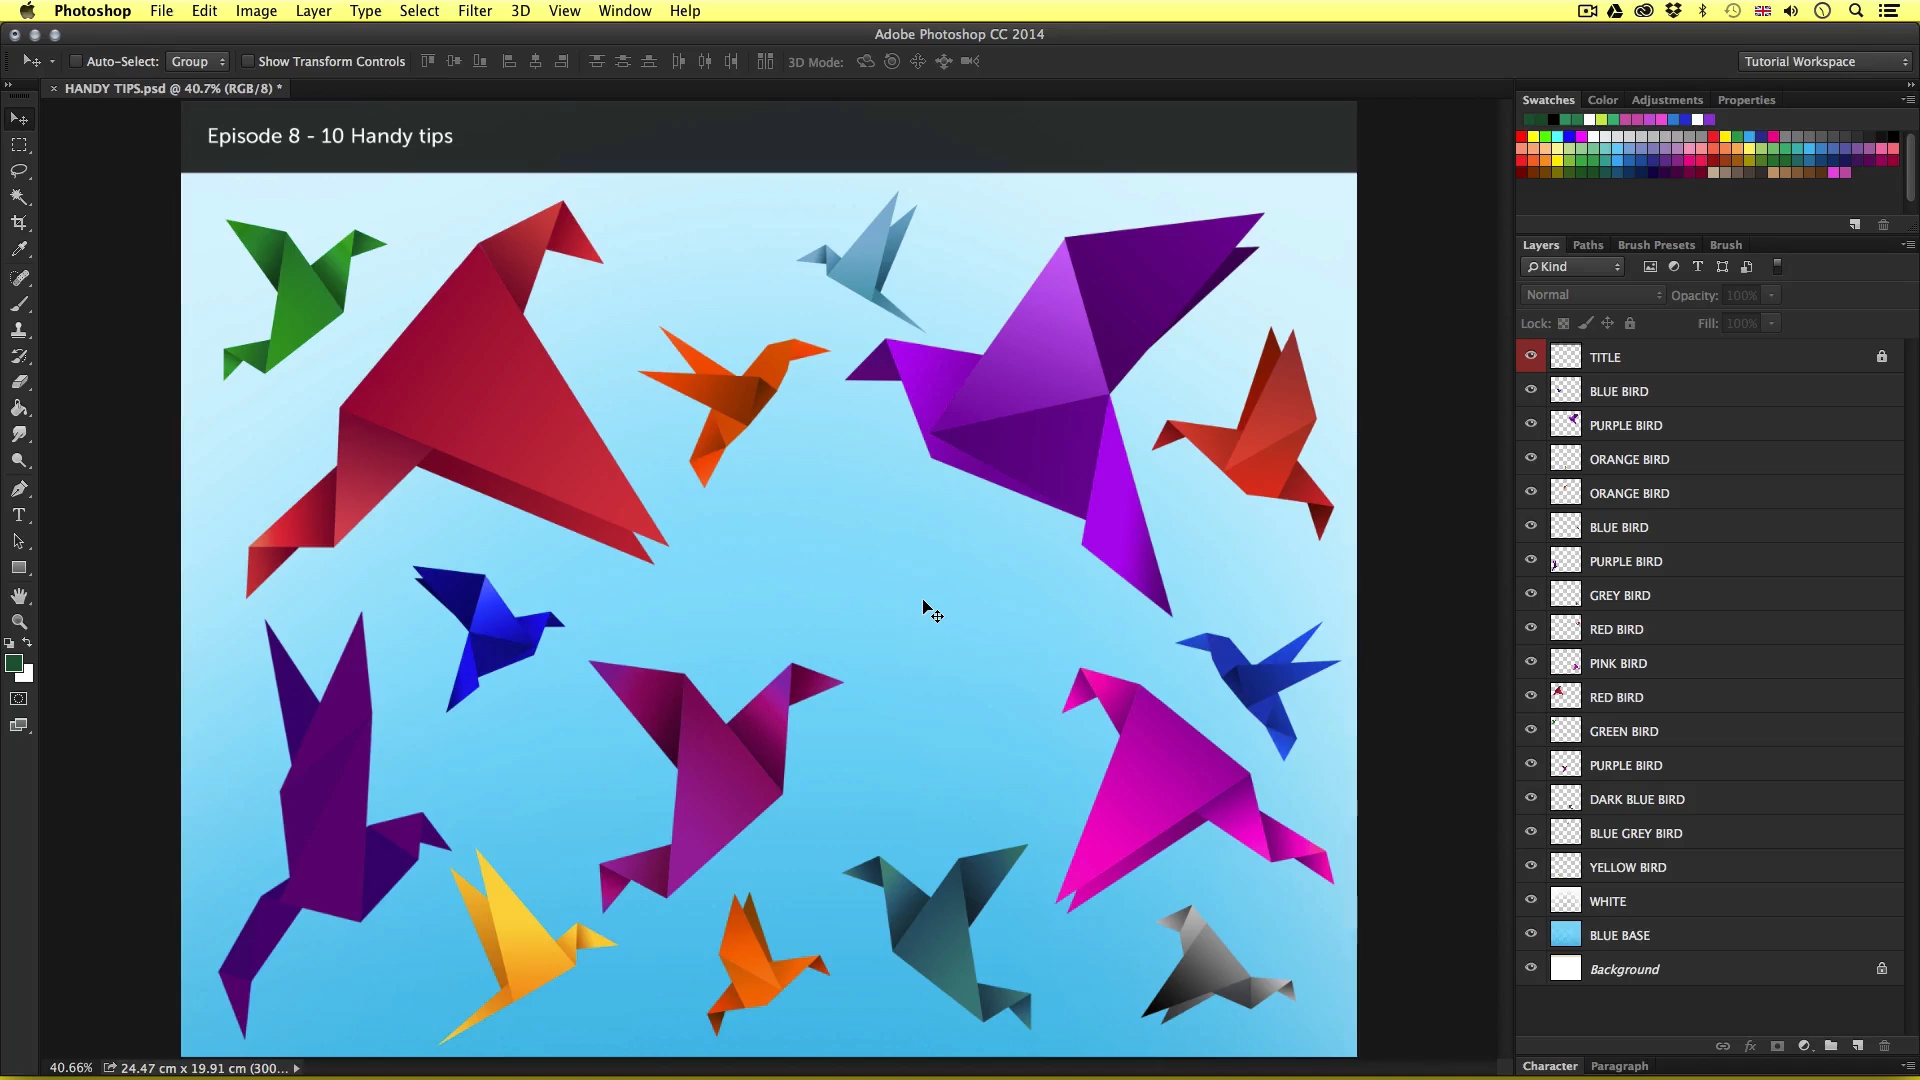 Photoshop File Edit Image Layer Type Select Filter 3D View Window Help
Adobe Photoshop CC 2014
Auto-Select: Group Show Transform Controls 3D Mode: Tutorial Workspace
× HANDY TIPS.psd @ 40.7% (RGB/8) *
Swatches Color Adjustments Properties
Episode 8 - 10 Handy tips
Layers Paths Brush Presets Brush
Kind
Normal Opacity: 100%
Lock: Fill: 100%
TITLE
BLUE BIRD
PURPLE BIRD
ORANGE BIRD
ORANGE BIRD
BLUE BIRD
PURPLE BIRD
GREY BIRD
RED BIRD
PINK BIRD
RED BIRD
GREEN BIRD
PURPLE BIRD
DARK BLUE BIRD
BLUE GREY BIRD
YELLOW BIRD
WHITE
BLUE BASE
Background
40.66% 24.47 cm x 19.91 cm (300...
Character Paragraph